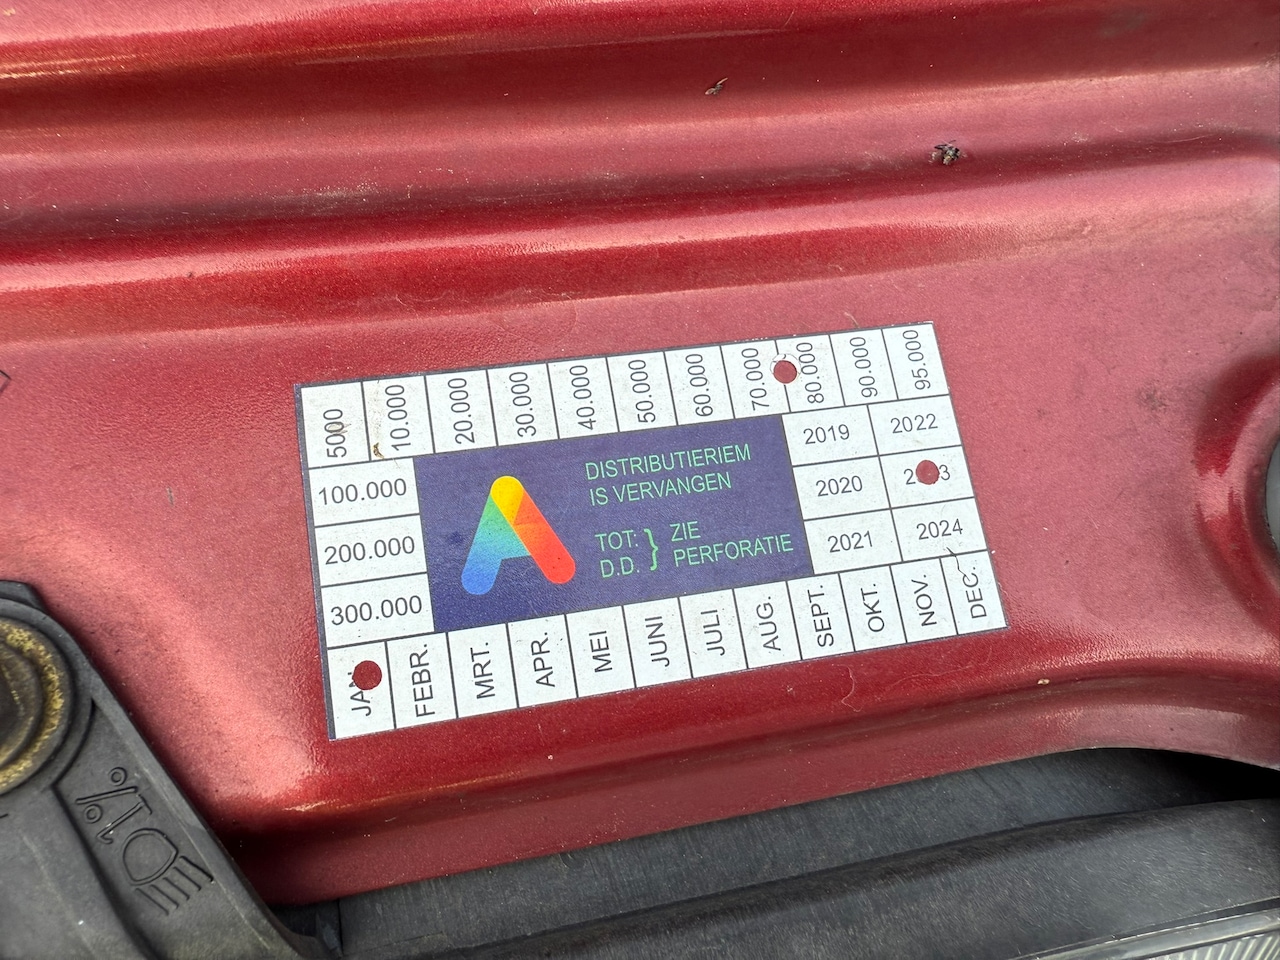 5000 10.000 20.000 30.000 40.000 50.000 60.000 70.000 80.000 90.000 95.000
100.000
200.000
300.000
DISTRIBUTIERIEM
IS VERVANGEN
TOT: } ZIE
D.D. } PERFORATIE
2019 2022
2020
2021 2024
FEBR. MRT. APR. MEI JUNI JULI AUG. SEPT. OKT. NOV. DEC.
1%